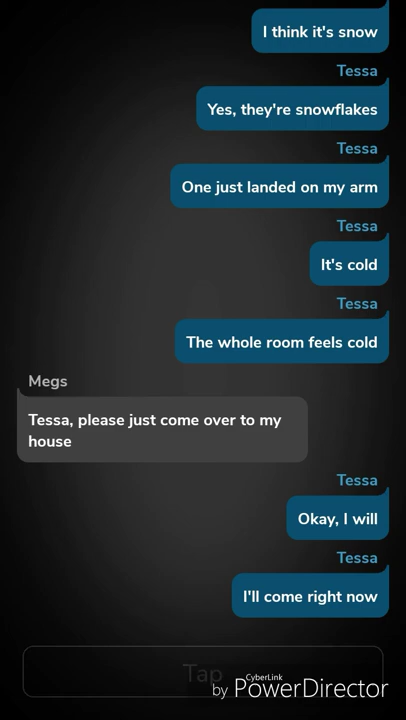 I think it's snow
Tessa
Yes, they're snowflakes
Tessa
One just landed on my arm
Tessa
It's cold
Tessa
The whole room feels cold
Megs
Tessa, please just come over to my
house
Tessa
Okay, I will
Tessa
I'll come right now
Tap
by CyberLink PowerDirector